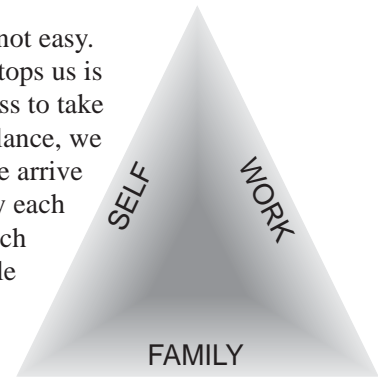 not easy.
tops us is
ss to take
lance, we
e arrive
y each
ch
le
SELF
WORK
FAMILY